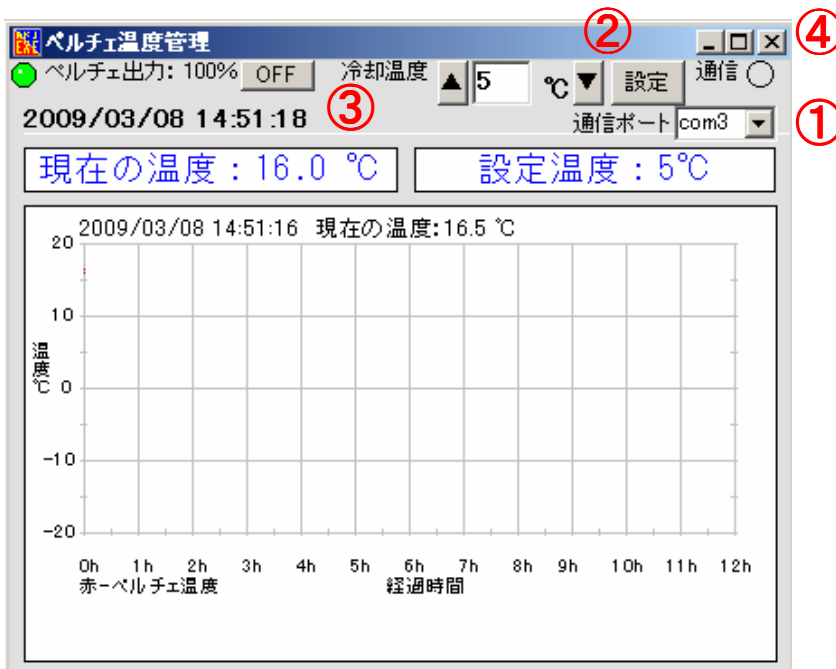 ② ④
ペルチェ温度管理
ペルチェ出力: 100% OFF 冷却温度 ▲ 5 ℃ ▼ 設定 通信
2009/03/08 14:51:18 ③ 通信ポート com3 ①
現在の温度：16.0 ℃ 設定温度：5℃
2009/03/08 14:51:16 現在の温度:16.5 ℃
20
10
温度℃
0
-10
-20
0h 1h 2h 3h 4h 5h 6h 7h 8h 9h 10h 11h 12h
赤-ペルチェ温度 経過時間